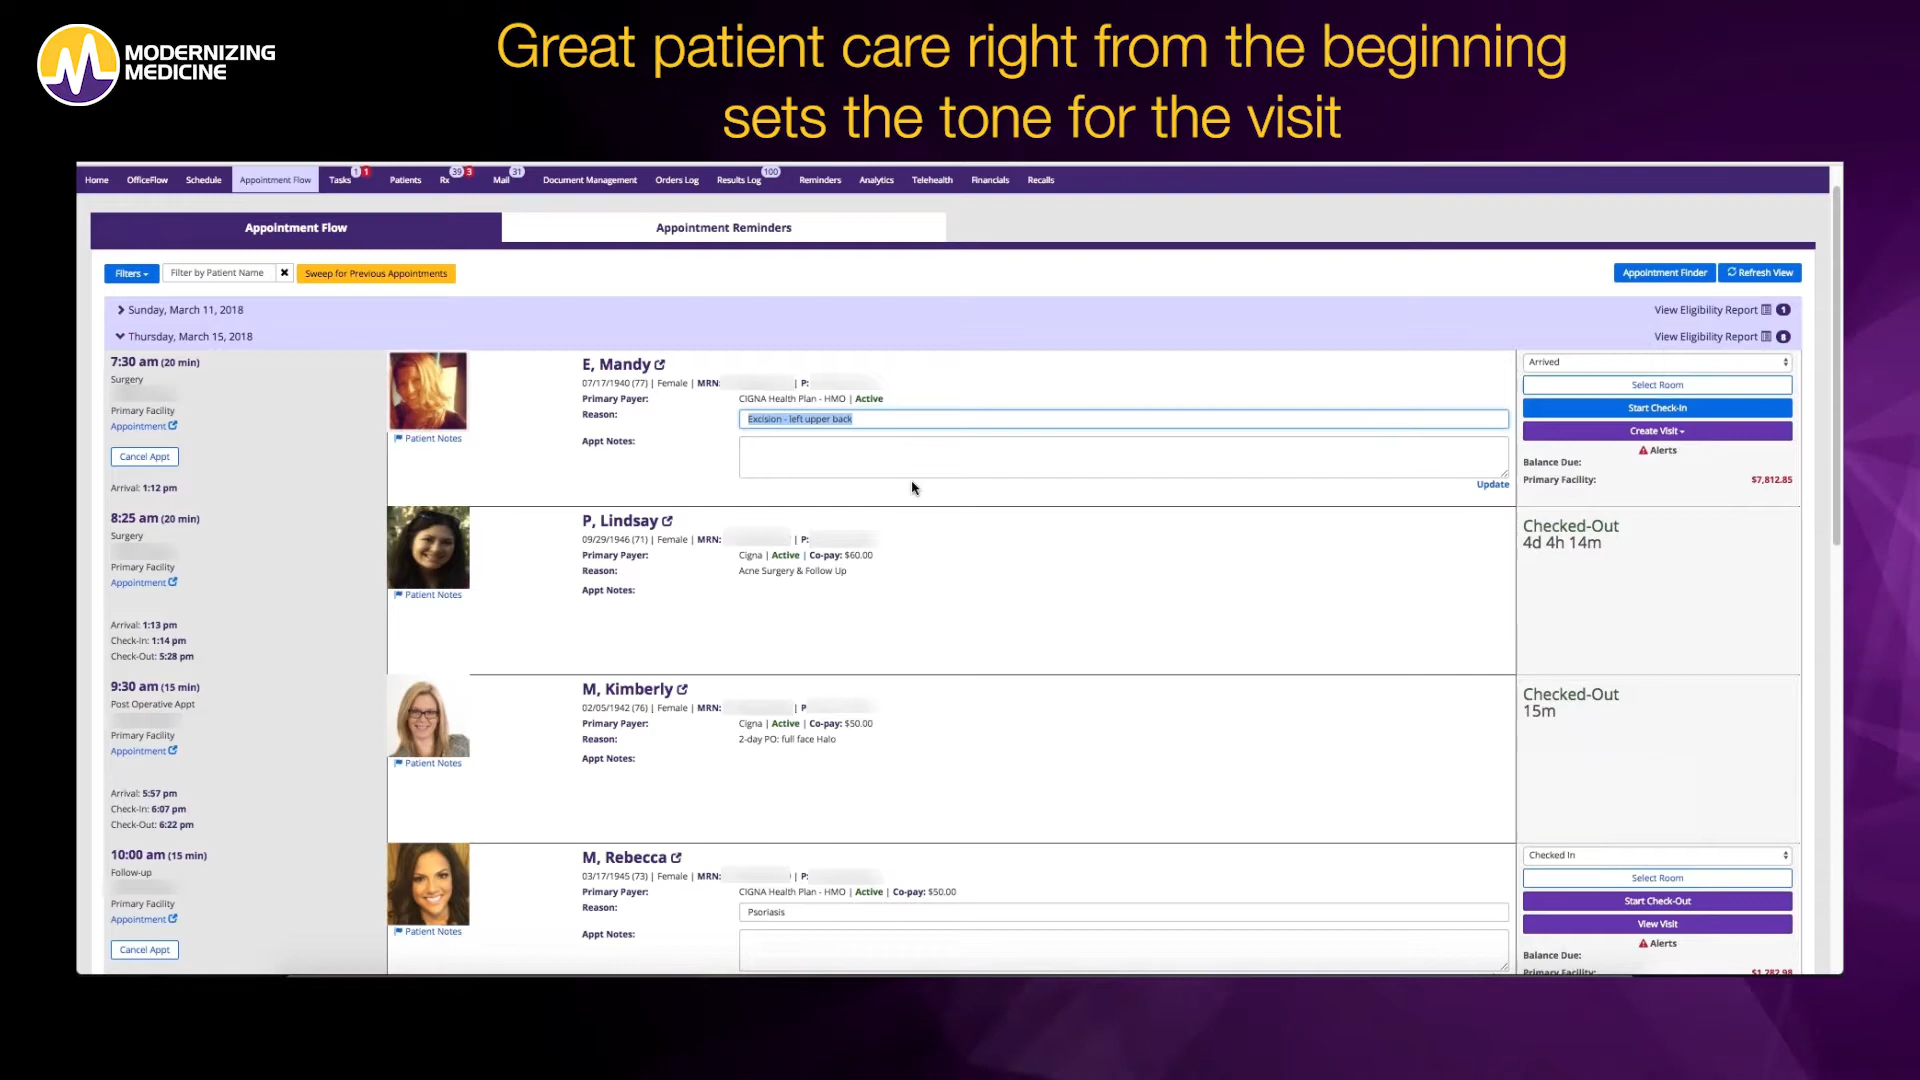 MODERNIZING
MEDICINE
Great patient care right from the beginning
sets the tone for the visit
Home OfficeFlow Schedule Appointment Flow Tasks 1 1 Patients Rx 39 3 Mail 31 Document Management Orders Log Results Log 100 Reminders Analytics Telehealth Financials Recalls
Appointment Flow Appointment Reminders
Filters Filter by Patient Name Sweep for Previous Appointments Appointment Finder Refresh View
Sunday, March 11, 2018 View Eligibility Report 1
Thursday, March 15, 2018 View Eligibility Report 8
7:30 am (20 min)
Surgery
Primary Facility
Appointment
Cancel Appt
Arrival: 1:12 pm
Patient Notes
E, Mandy
07/17/1940 (77) | Female | MRN: | P:
Primary Payer: CIGNA Health Plan - HMO | Active
Reason: Excision - left upper back
Appt Notes:
Update
Arrived
Select Room
Start Check-In
Create Visit
Alerts
Balance Due:
Primary Facility: $7,812.85
8:25 am (20 min)
Surgery
Primary Facility
Appointment
Arrival: 1:13 pm
Check-In: 1:14 pm
Check-Out: 5:28 pm
Patient Notes
P, Lindsay
09/29/1946 (71) | Female | MRN: | P:
Primary Payer: Cigna | Active | Co-pay: $60.00
Reason: Acne Surgery & Follow Up
Appt Notes:
Checked-Out
4d 4h 14m
9:30 am (15 min)
Post Operative Appt
Primary Facility
Appointment
Arrival: 5:57 pm
Check-In: 6:07 pm
Check-Out: 6:22 pm
Patient Notes
M, Kimberly
02/05/1942 (76) | Female | MRN: | P
Primary Payer: Cigna | Active | Co-pay: $50.00
Reason: 2-day PO: full face Halo
Appt Notes:
Checked-Out
15m
10:00 am (15 min)
Follow-up
Primary Facility
Appointment
Cancel Appt
Patient Notes
M, Rebecca
03/17/1945 (73) | Female | MRN: | P:
Primary Payer: CIGNA Health Plan - HMO | Active | Co-pay: $50.00
Reason: Psoriasis
Appt Notes:
Checked In
Select Room
Start Check-Out
View Visit
Alerts
Balance Due:
Primary Facility: $1,282.98